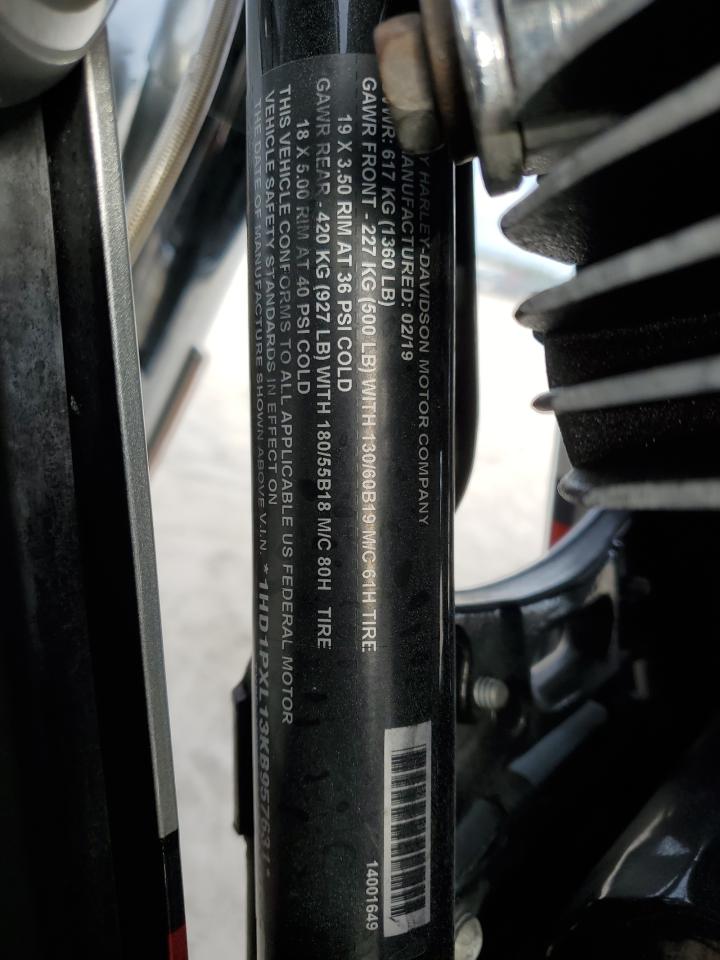 HARLEY-DAVIDSON MOTOR COMPANY
MANUFACTURED: 02/19
617 KG (1360 LB)
GAWR FRONT - 227 KG (500 LB) WITH 130/60B19 M/C 61H TIRE
19 X 3.50 RIM AT 36 PSI COLD
GAWR REAR - 420 KG (927 LB) WITH 180/55B18 M/C 80H TIRE
18 X 5.00 RIM AT 40 PSI COLD
THIS VEHICLE CONFORMS TO ALL APPLICABLE US FEDERAL MOTOR
VEHICLE SAFETY STANDARDS IN EFFECT ON
THE DATE OF MANUFACTURE SHOWN ABOVE V.I.N.
14001649